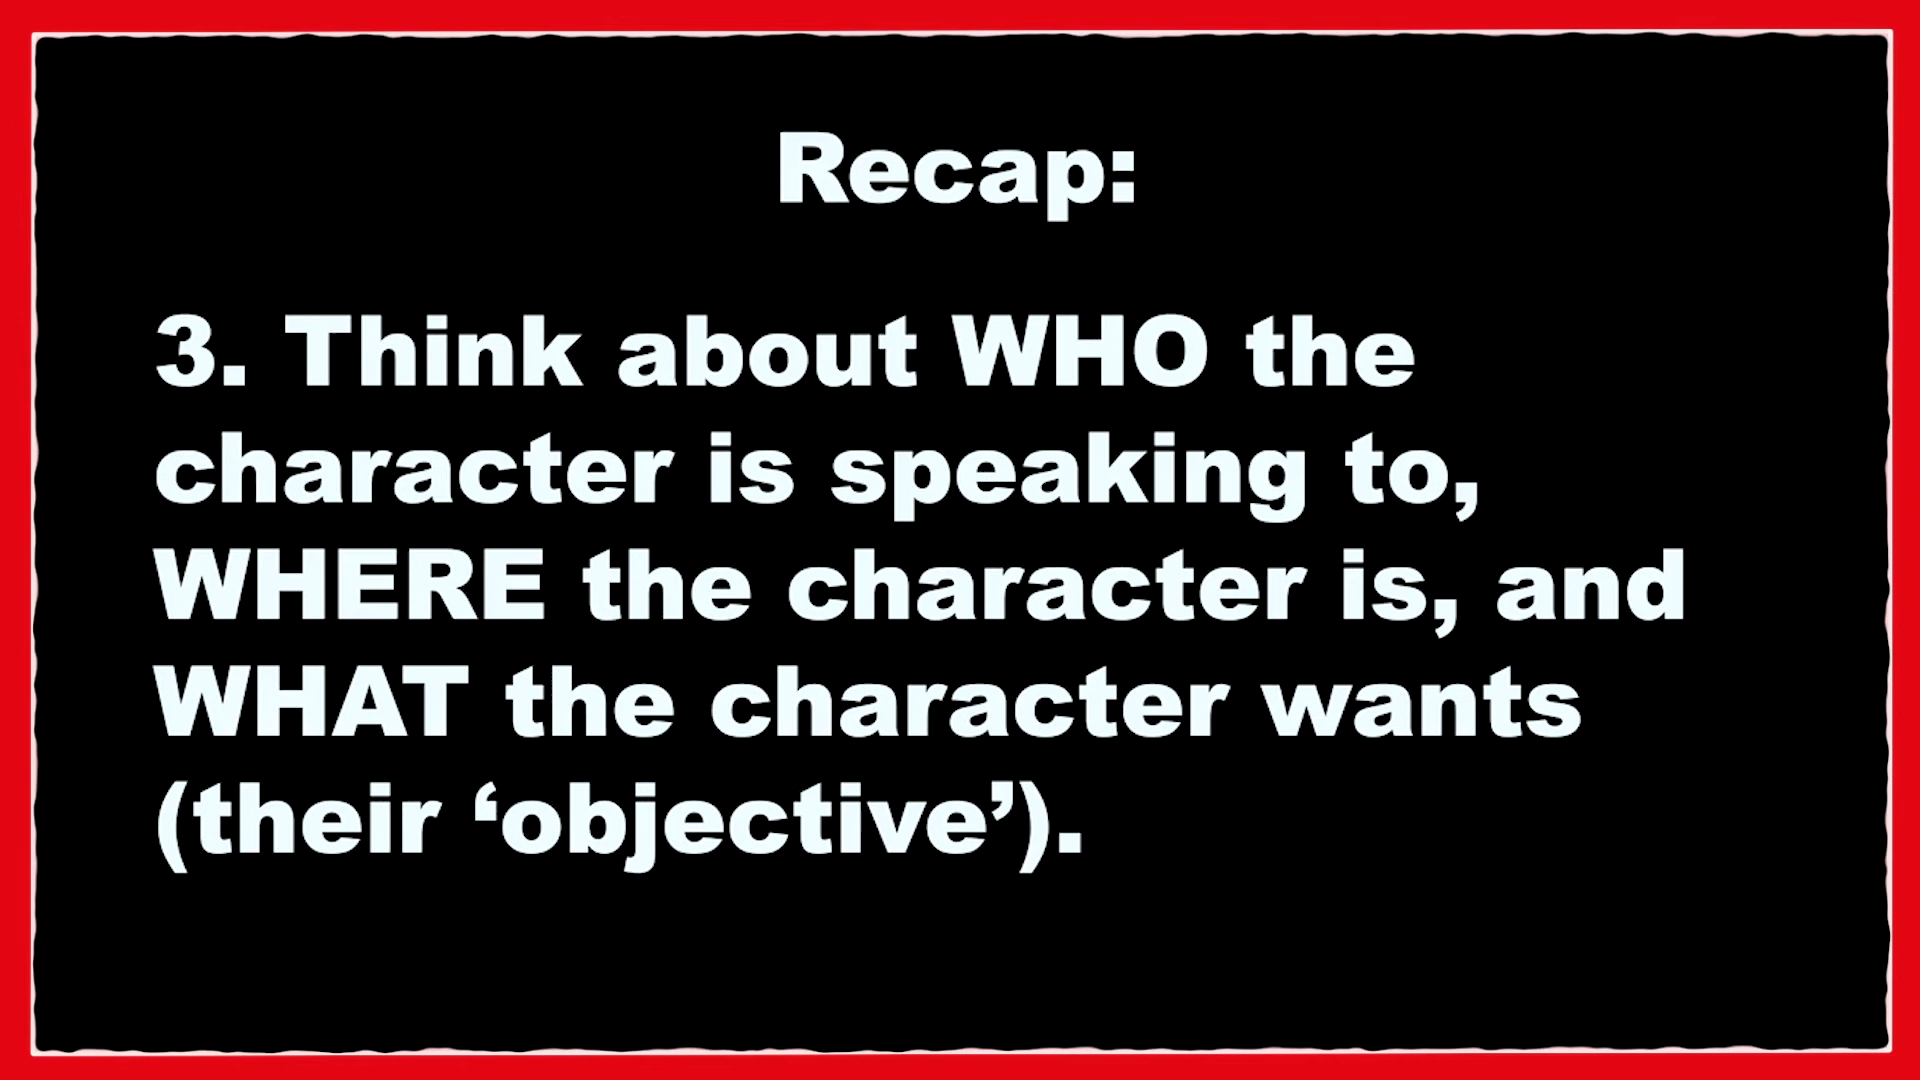 Recap:
3. Think about WHO the
character is speaking to,
WHERE the character is, and
WHAT the character wants
(their ‘objective’).